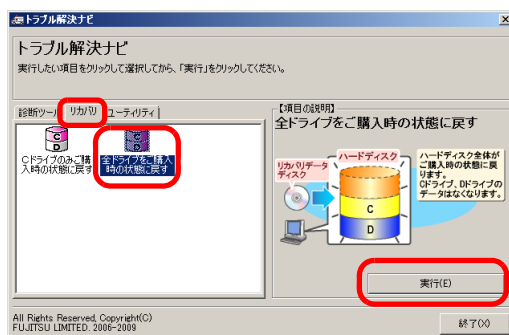 トラブル解決ナビ
トラブル解決ナビ
実行したい項目をクリックして選択してから、「実行」をクリックしてください。
診断ツール
リカバリ
ユーティリティ
C
D
Cドライブのみご購
入時の状態に戻す
C
D
全ドライブをご購入
時の状態に戻す
【項目の説明】
全ドライブをご購入時の状態に戻す
リカバリデータ
ディスク
ハードディスク
C
D
ハードディスク全体が
ご購入時の状態に戻
ります。
Cドライブ、Dドライブの
データはなくなります。
実行(E)
All Rights Reserved, Copyright(C)
FUJITSU LIMITED. 2006-2009
終了(X)